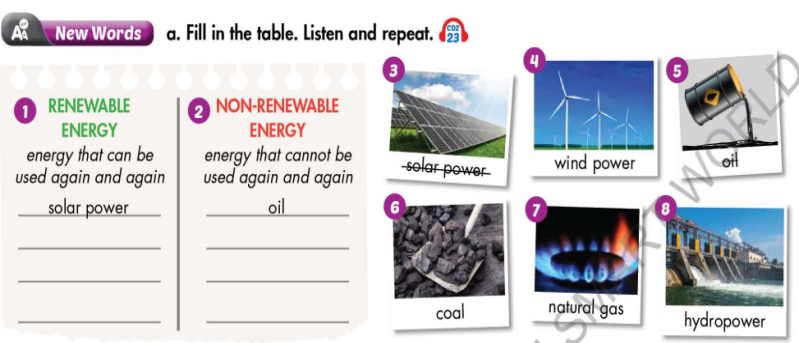 New Words
a. Fill in the table. Listen and repeat.
CD2
23
1 RENEWABLE
ENERGY
energy that can be
used again and again
solar power
2 NON-RENEWABLE
ENERGY
energy that cannot be
used again and again
oil
3
solar power
4
wind power
5
oil
6
coal
7
natural gas
8
hydropower
SMART WORLD